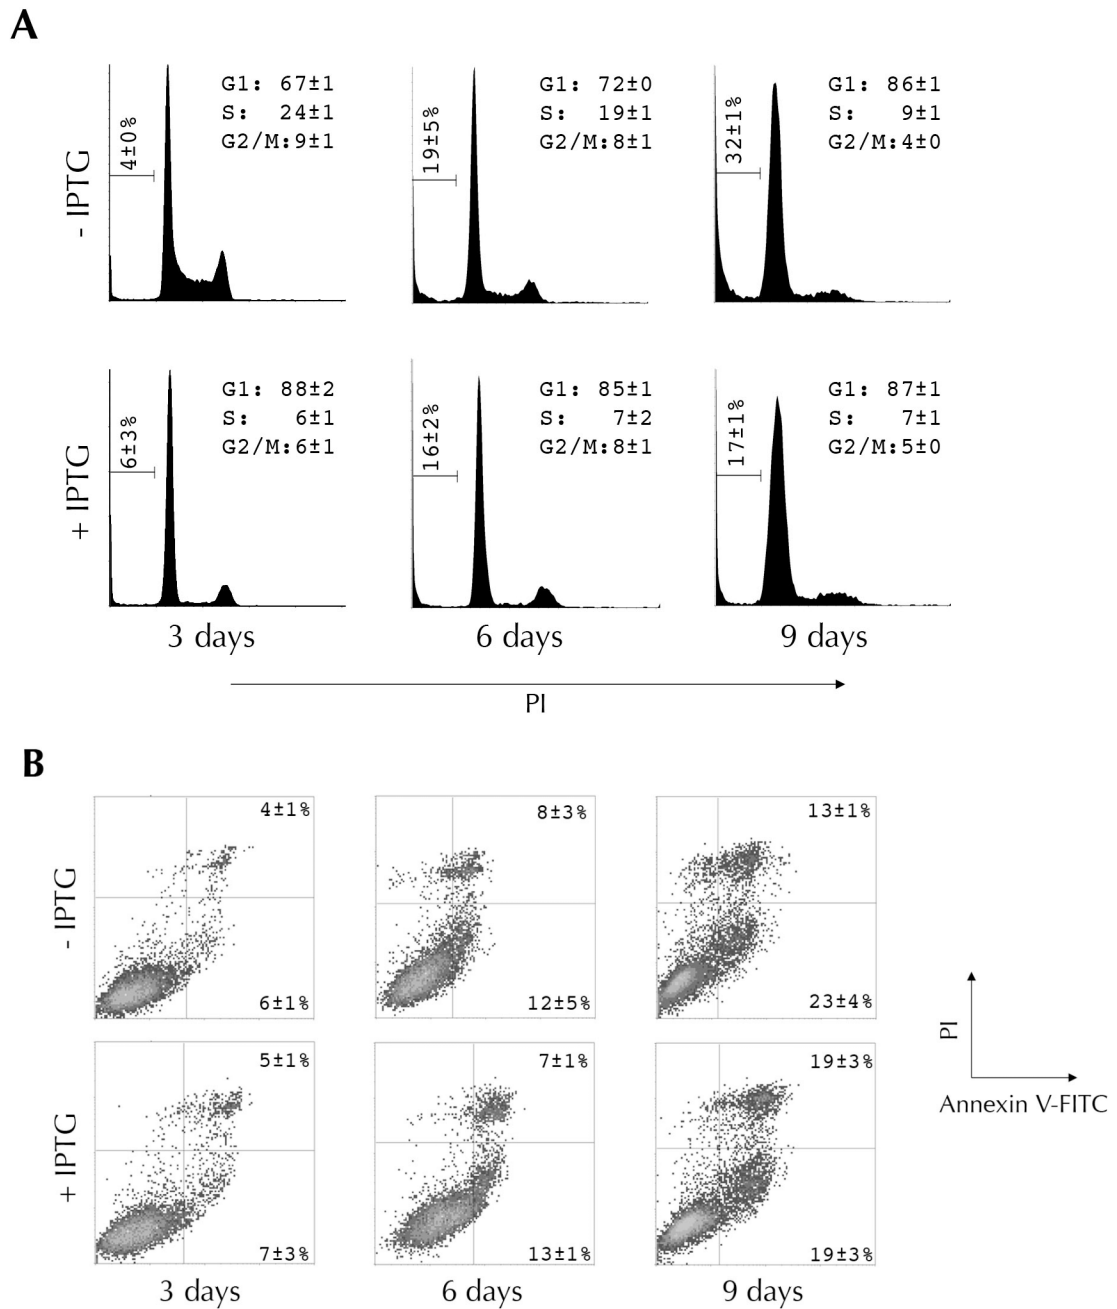 A
- IPTG
4±0%
G1: 67±1
S: 24±1
G2/M:9±1
19±5%
G1: 72±0
S: 19±1
G2/M:8±1
32±1%
G1: 86±1
S: 9±1
G2/M:4±0
+ IPTG
6±3%
G1: 88±2
S: 6±1
G2/M:6±1
16±2%
G1: 85±1
S: 7±2
G2/M:8±1
17±1%
G1: 87±1
S: 7±1
G2/M:5±0
3 days
6 days
9 days
PI
B
- IPTG
4±1%
6±1%
8±3%
12±5%
13±1%
23±4%
+ IPTG
5±1%
7±3%
7±1%
13±1%
19±3%
19±3%
3 days
6 days
9 days
PI
Annexin V-FITC